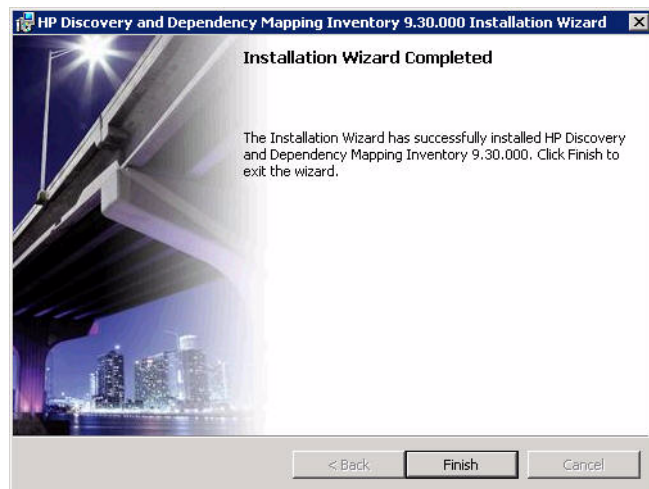 HP Discovery and Dependency Mapping Inventory 9.30.000 Installation Wizard
Installation Wizard Completed
The Installation Wizard has successfully installed HP Discovery
and Dependency Mapping Inventory 9.30.000. Click Finish to
exit the wizard.
< Back Finish Cancel